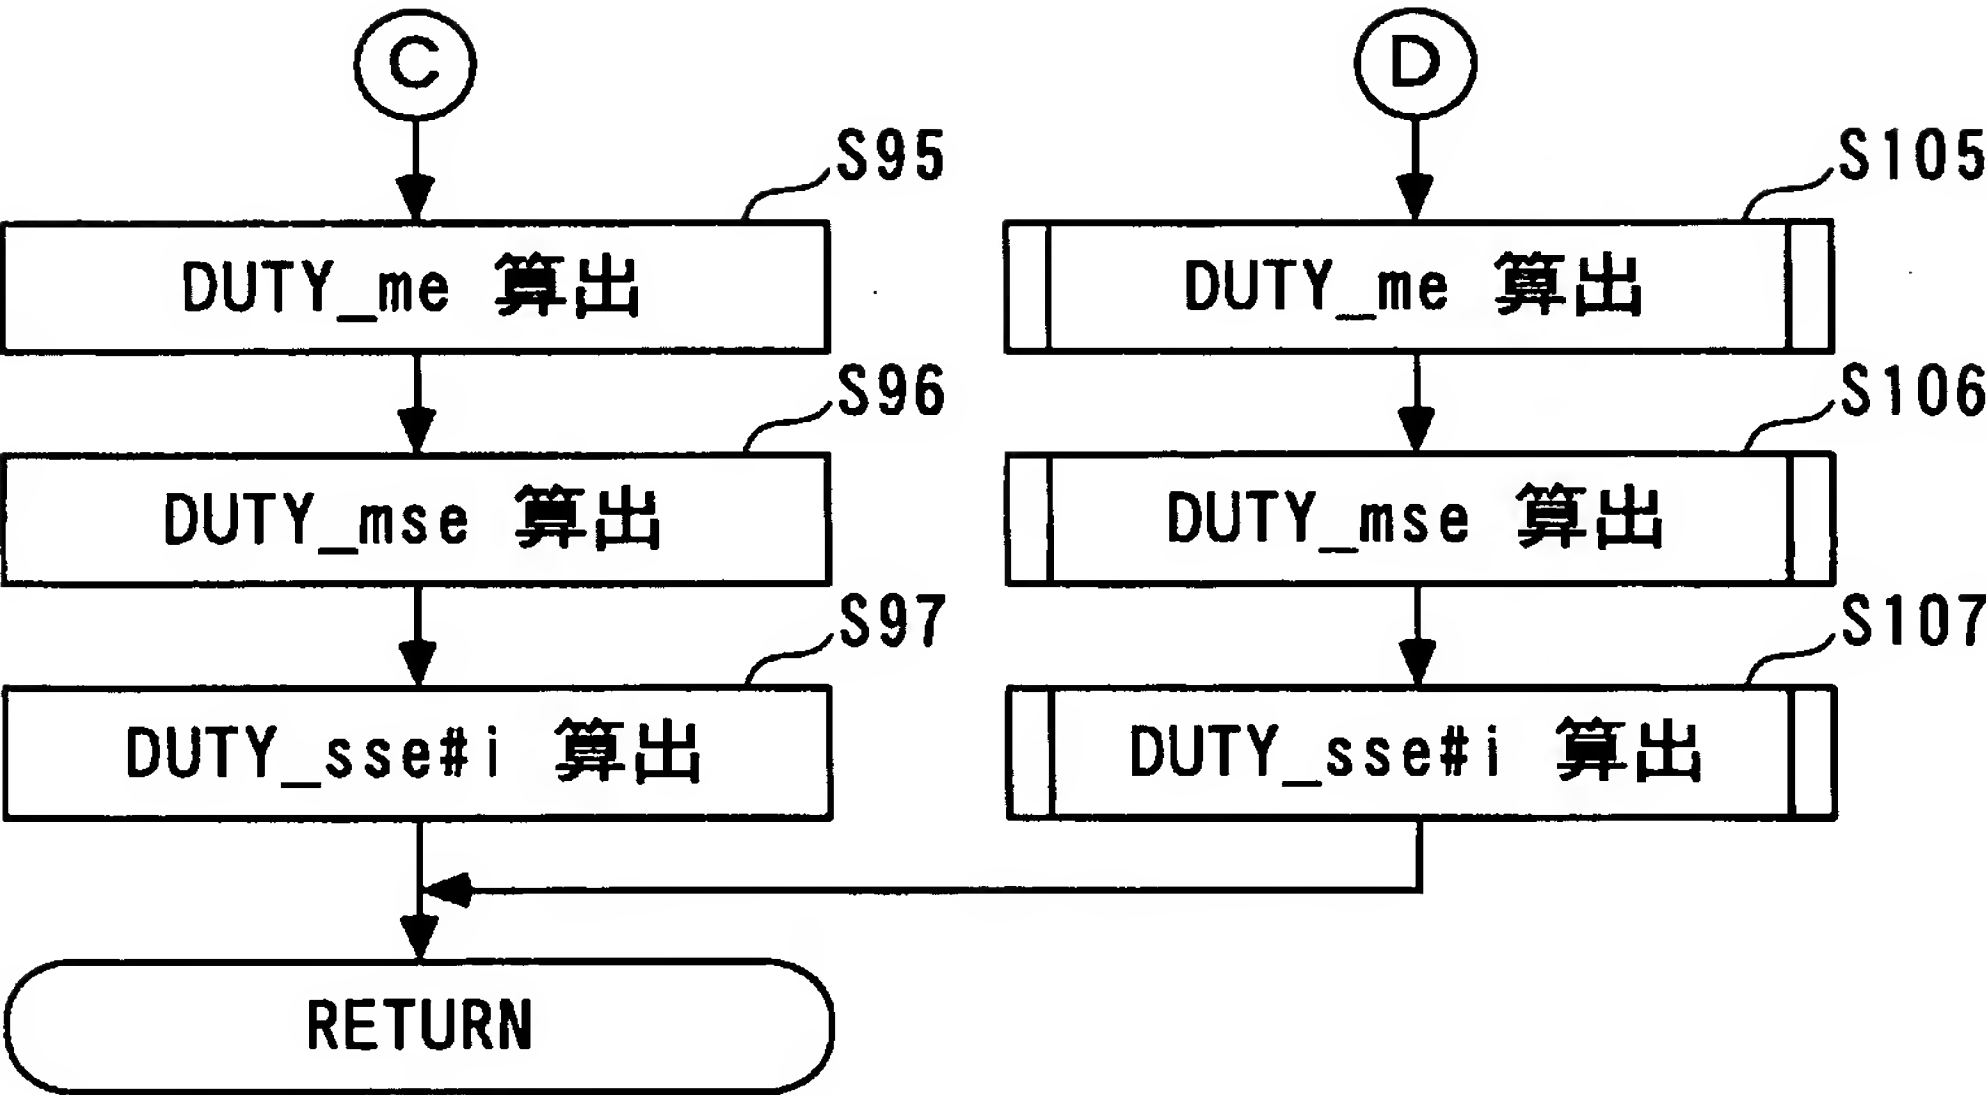 C
S95
DUTY_me 算出
S96
DUTY_mse 算出
S97
DUTY_sse#i 算出
RETURN
D
S105
DUTY_me 算出
S106
DUTY_mse 算出
S107
DUTY_sse#i 算出